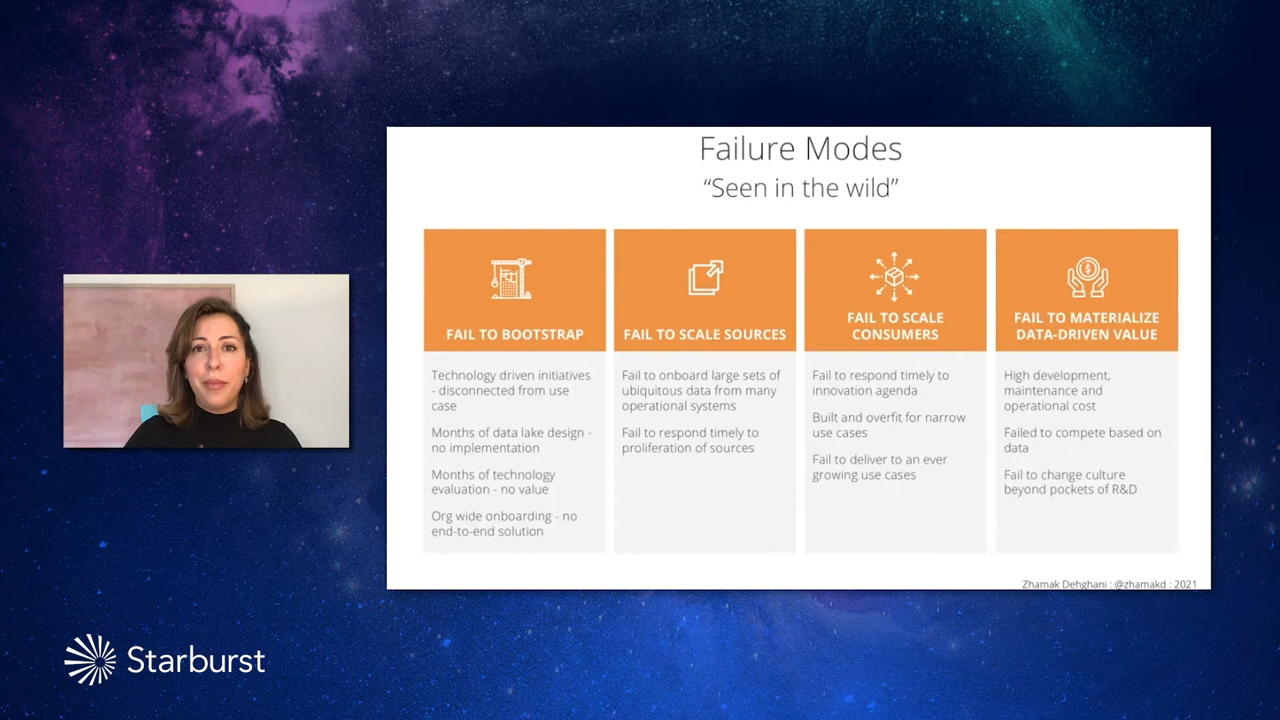 Failure Modes
“Seen in the wild”
FAIL TO BOOTSTRAP
Technology driven initiatives
- disconnected from use
case
Months of data lake design -
no implementation
Months of technology
evaluation - no value
Org wide onboarding - no
end-to-end solution
FAIL TO SCALE SOURCES
Fail to onboard large sets of
ubiquitous data from many
operational systems
Fail to respond timely to
proliferation of sources
FAIL TO SCALE
CONSUMERS
Fail to respond timely to
innovation agenda
Built and overfit for narrow
use cases
Fail to deliver to an ever
growing use cases
FAIL TO MATERIALIZE
DATA-DRIVEN VALUE
High development,
maintenance and
operational cost
Failed to compete based on
data
Fail to change culture
beyond pockets of R&D
Zhamak Dehghani : @zhamakd : 2021
Starburst